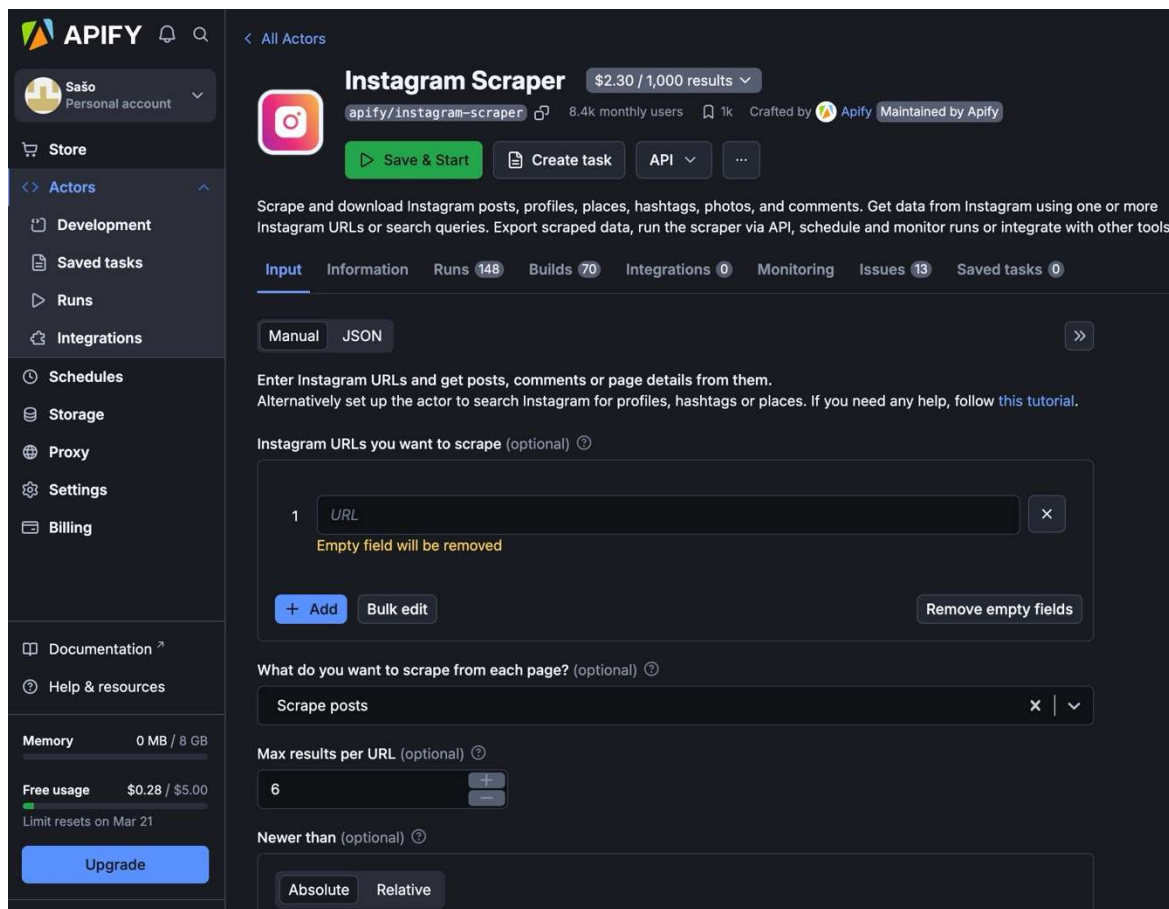 APIFY
Sašo
Personal account
Store
Actors
Development
Saved tasks
Runs
Integrations
Schedules
Storage
Proxy
Settings
Billing
Documentation
Help & resources
Memory 0 MB / 8 GB
Free usage $0.28 / $5.00
Limit resets on Mar 21
Upgrade
All Actors
Instagram Scraper $2.30 / 1,000 results
apify/instagram-scraper 8.4k monthly users 1k Crafted by Apify Maintained by Apify
Save & Start Create task API ...
Scrape and download Instagram posts, profiles, places, hashtags, photos, and comments. Get data from Instagram using one or more
Instagram URLs or search queries. Export scraped data, run the scraper via API, schedule and monitor runs or integrate with other tools
Input Information Runs 148 Builds 70 Integrations 0 Monitoring Issues 13 Saved tasks 0
Manual JSON
Enter Instagram URLs and get posts, comments or page details from them.
Alternatively set up the actor to search Instagram for profiles, hashtags or places. If you need any help, follow this tutorial.
Instagram URLs you want to scrape (optional)
1 URL
Empty field will be removed
+ Add Bulk edit Remove empty fields
What do you want to scrape from each page? (optional)
Scrape posts
Max results per URL (optional)
6
Newer than (optional)
Absolute Relative